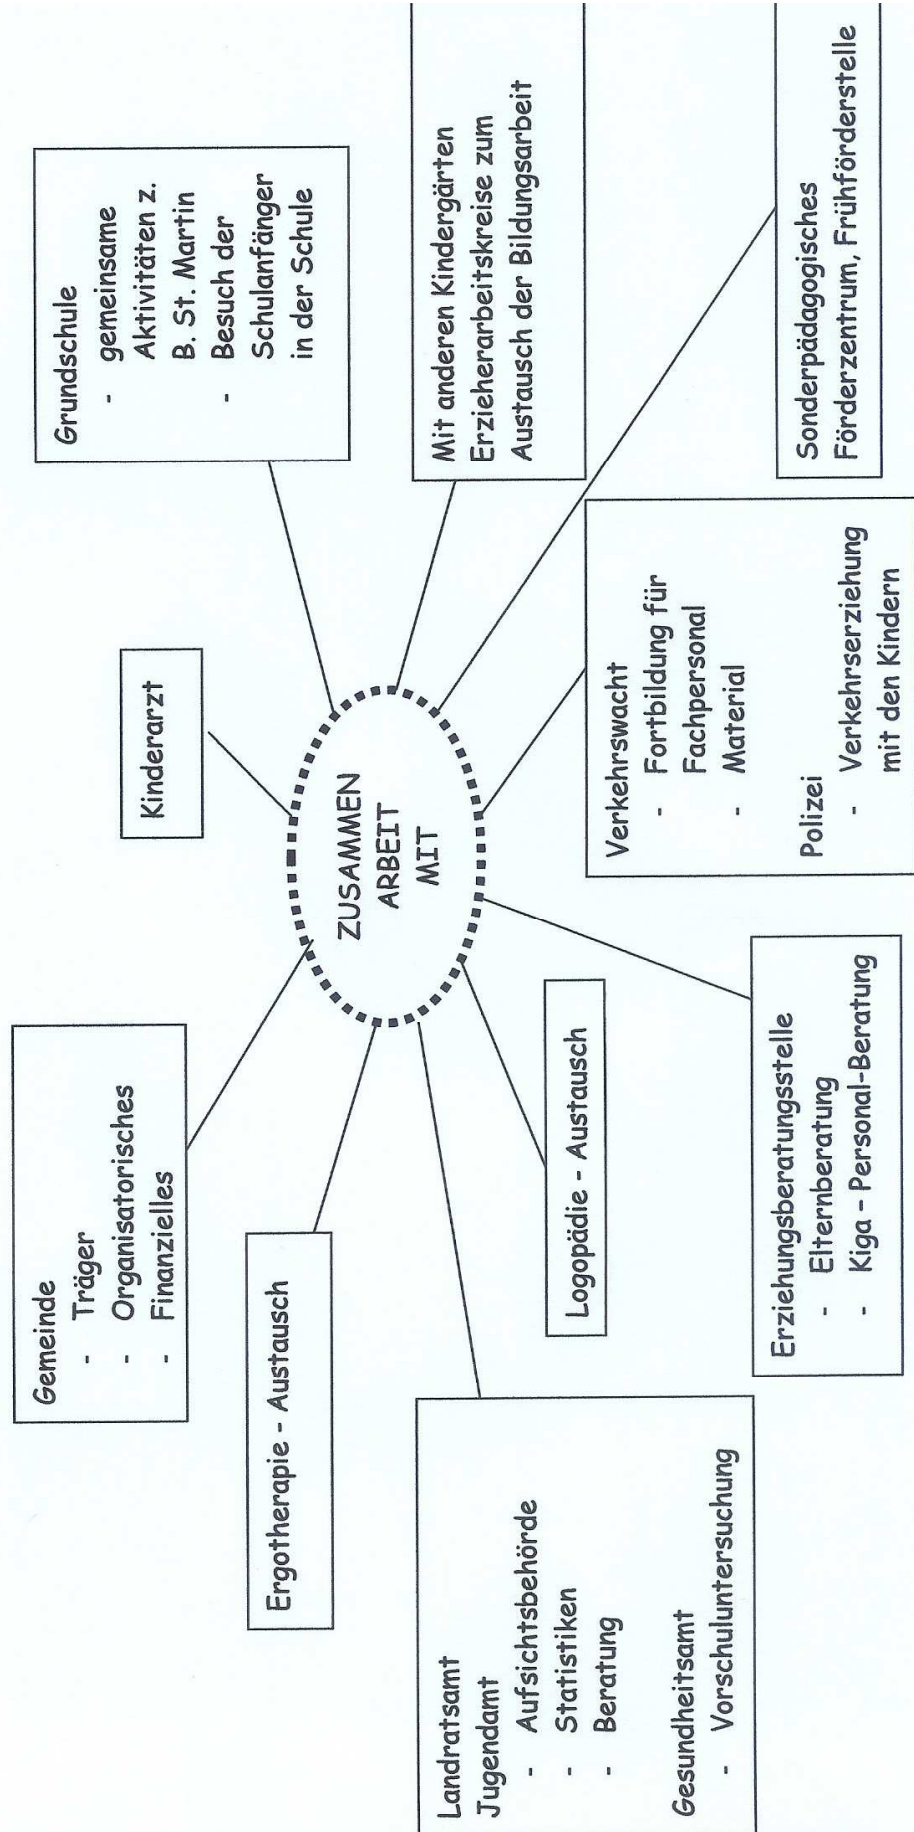 Gemeinde
- Träger
- Organisatorisches
- Finanzielles
Kinderarzt
Grundschule
- gemeinsame
Aktivitäten z.
B. St. Martin
- Besuch der
Schulanfänger
in der Schule
Ergotherapie - Austausch
ZUSAMMEN
ARBEIT
MIT
Mit anderen Kindergärten
Erzieherarbeitskreise zum
Austausch der Bildungsarbeit
Landratsamt
Jugendamt
- Aufsichtsbehörde
- Statistiken
- Beratung
Gesundheitsamt
- Vorschuluntersuchung
Logopädie - Austausch
Erziehungsberatungsstelle
- Elternberatung
- Kiga - Personal-Beratung
Verkehrswacht
- Fortbildung für
Fachpersonal
- Material
Polizei
- Verkehrserziehung
mit den Kindern
Sonderpädagogisches
Förderzentrum, Frühförderstelle